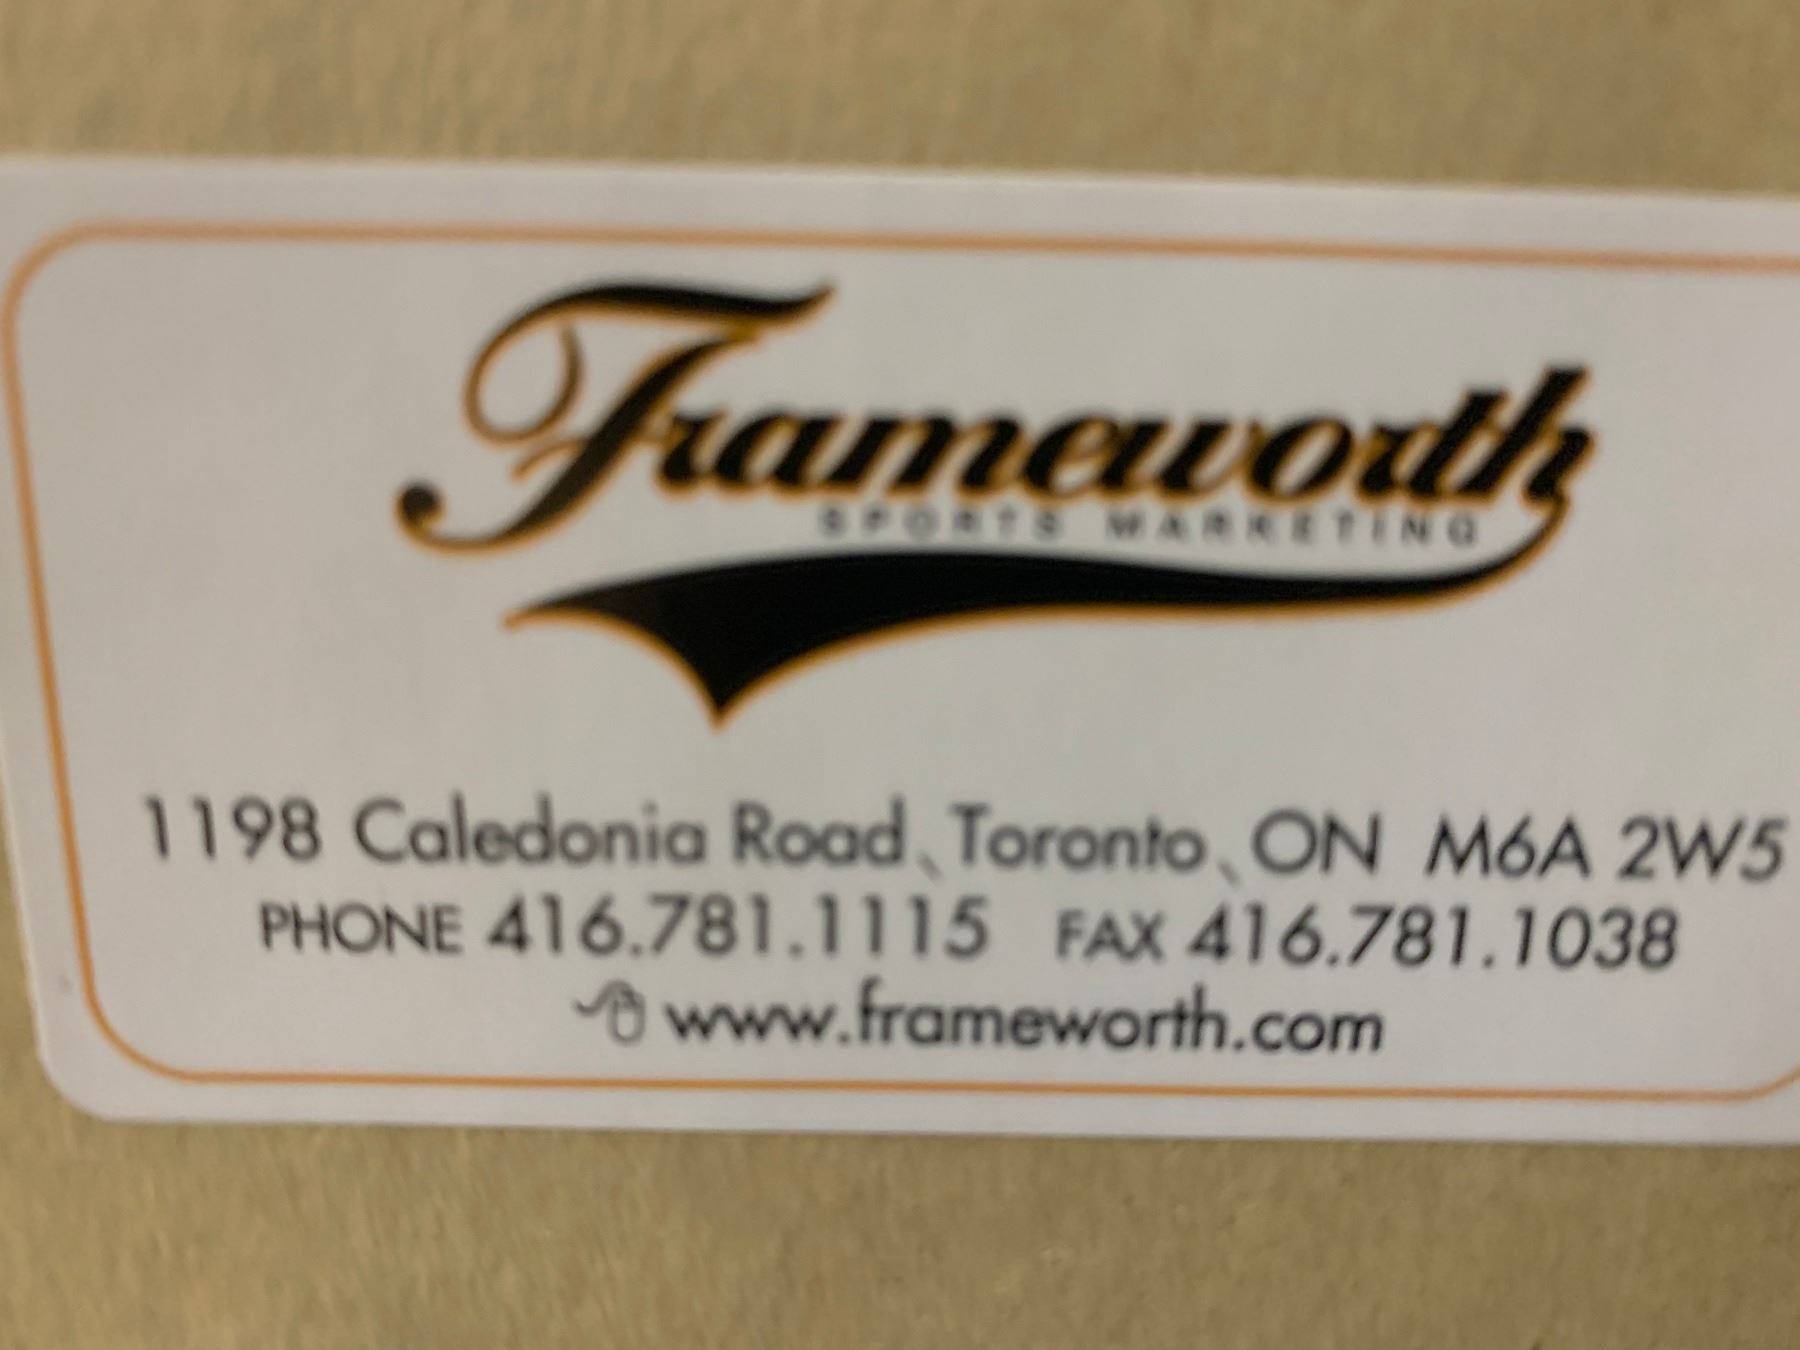 Frameworth
SPORTS MARKETING
1198 Caledonia Road, Toronto, ON M6A 2W5
PHONE 416.781.1115 FAX 416.781.1038
www.frameworth.com